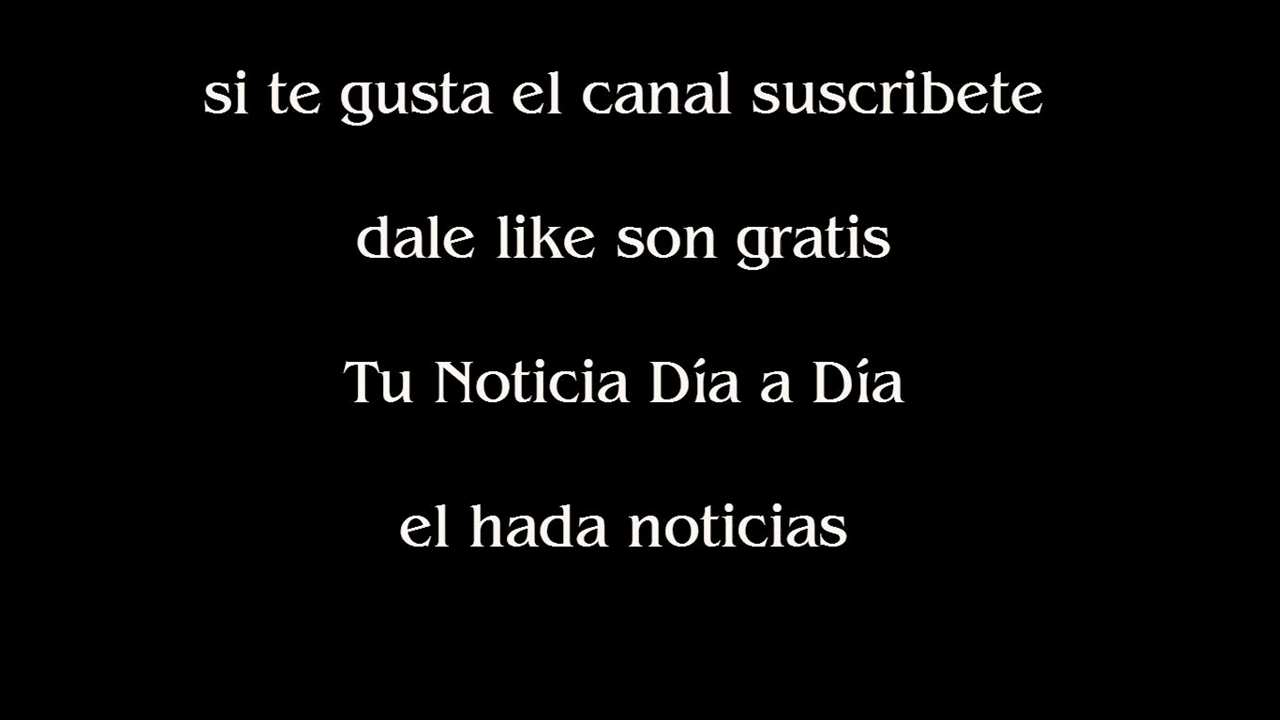 si te gusta el canal suscribete
dale like son gratis
Tu Noticia Día a Día
el hada noticias